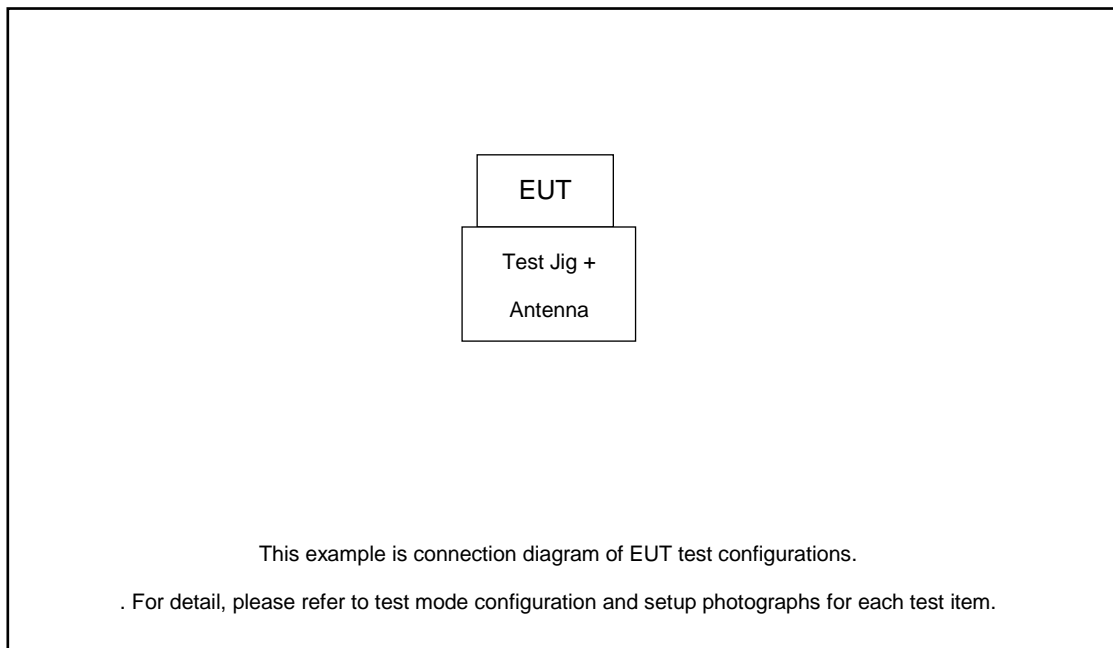 EUT
Test Jig +
Antenna
This example is connection diagram of EUT test configurations.
. For detail, please refer to test mode configuration and setup photographs for each test item.